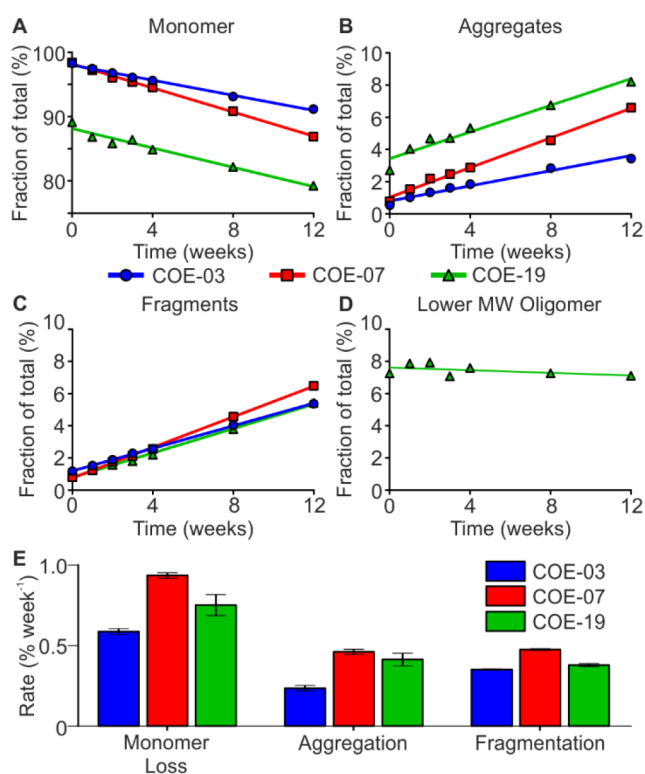 A Monomer
B Aggregates
Fraction of total (%)
100
90
80
0 4 8 12
Time (weeks)
Fraction of total (%)
10
8
6
4
2
0
0 4 8 12
Time (weeks)
COE-03 COE-07 COE-19
C Fragments
D Lower MW Oligomer
Fraction of total (%)
10
8
6
4
2
0
0 4 8 12
Time (weeks)
Fraction of total (%)
10
8
6
4
2
0
0 4 8 12
Time (weeks)
E
Rate (% week⁻¹)
1.0
0.5
0
COE-03
COE-07
COE-19
Monomer
Loss
Aggregation
Fragmentation